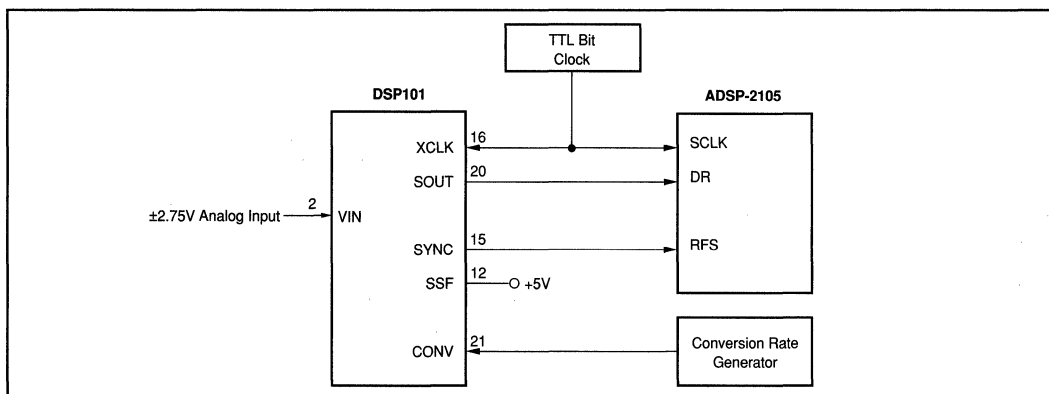 TTL Bit
Clock
DSP101
ADSP-2105
XCLK
16
SCLK
SOUT
20
DR
±2.75V Analog Input
2
VIN
SYNC
15
RFS
SSF
12
+5V
CONV
21
Conversion Rate
Generator